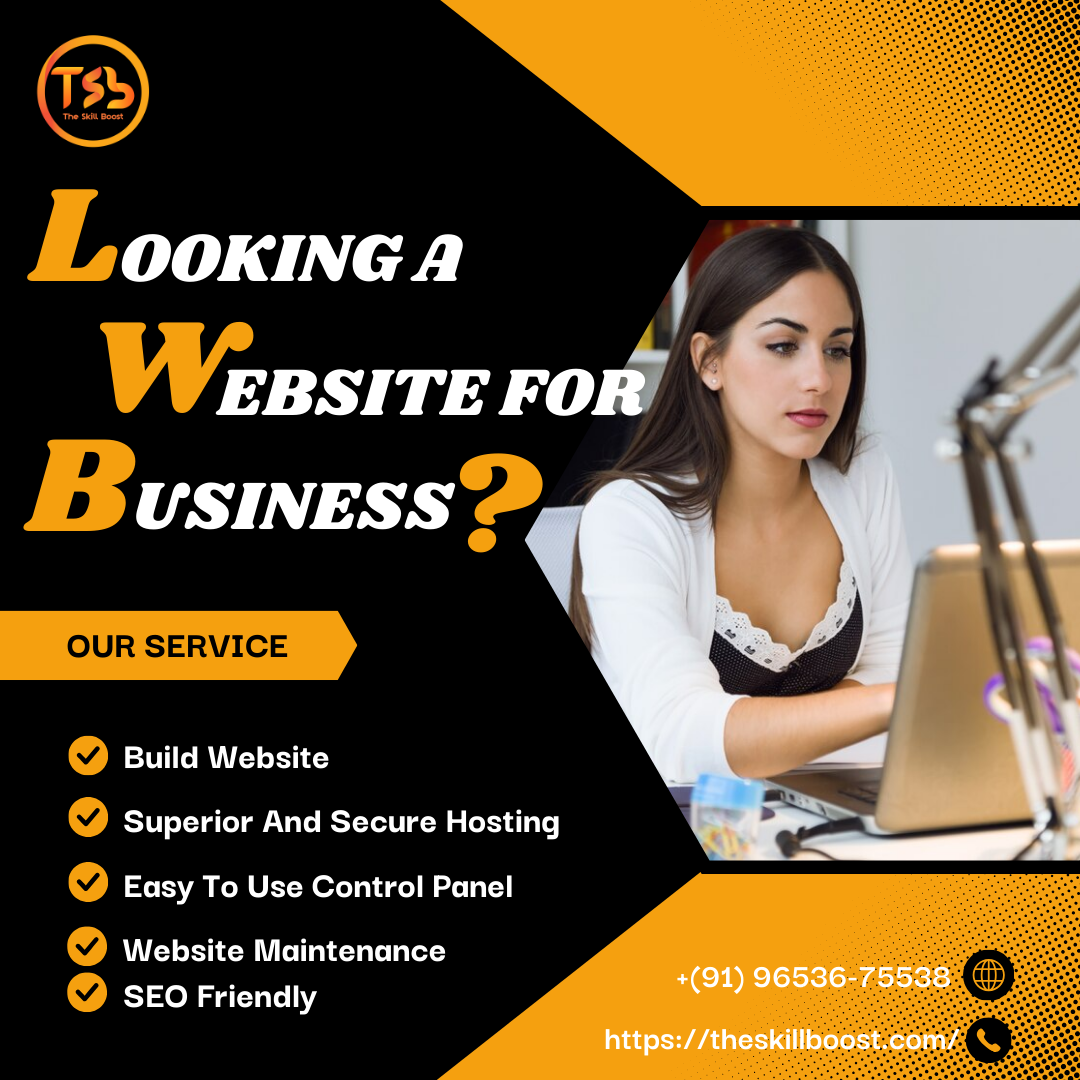 TSb
The Skill Boost
LOOKING A
WEBSITE FOR
BUSINESS?
OUR SERVICE
Build Website
Superior And Secure Hosting
Easy To Use Control Panel
Website Maintenance
SEO Friendly
+(91) 96536-75538
https://theskillboost.com/